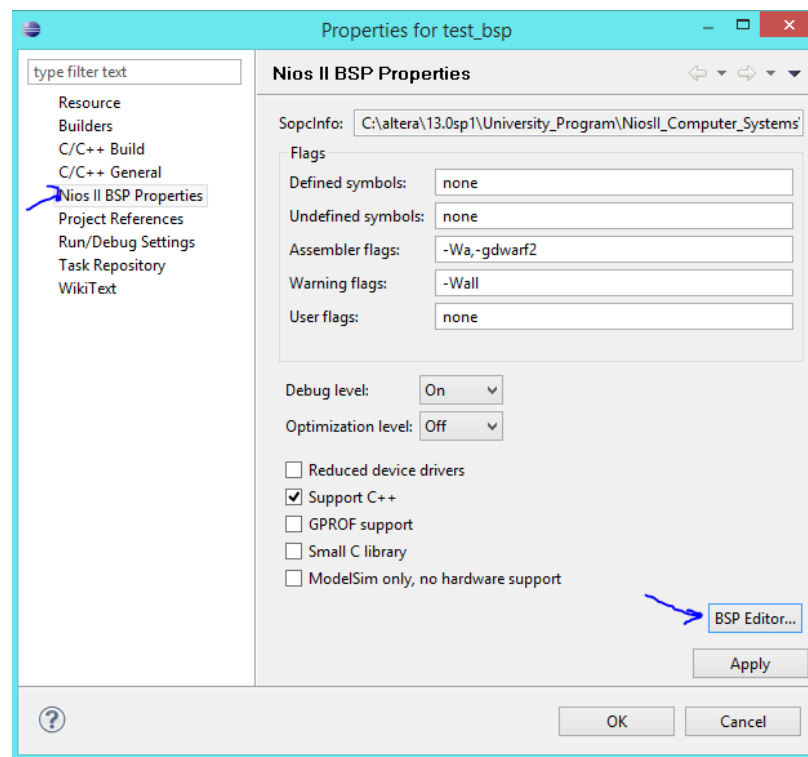 Properties for test_bsp
type filter text
Resource
Builders
C/C++ Build
C/C++ General
Nios II BSP Properties
Project References
Run/Debug Settings
Task Repository
WikiText
Nios II BSP Properties
SopcInfo: C:\altera\13.0sp1\University_Program\NiosII_Computer_Systems\
Flags
Defined symbols: none
Undefined symbols: none
Assembler flags: -Wa,-gdwarf2
Warning flags: -Wall
User flags: none
Debug level: On
Optimization level: Off
Reduced device drivers
Support C++
GPROF support
Small C library
ModelSim only, no hardware support
BSP Editor...
Apply
OK Cancel